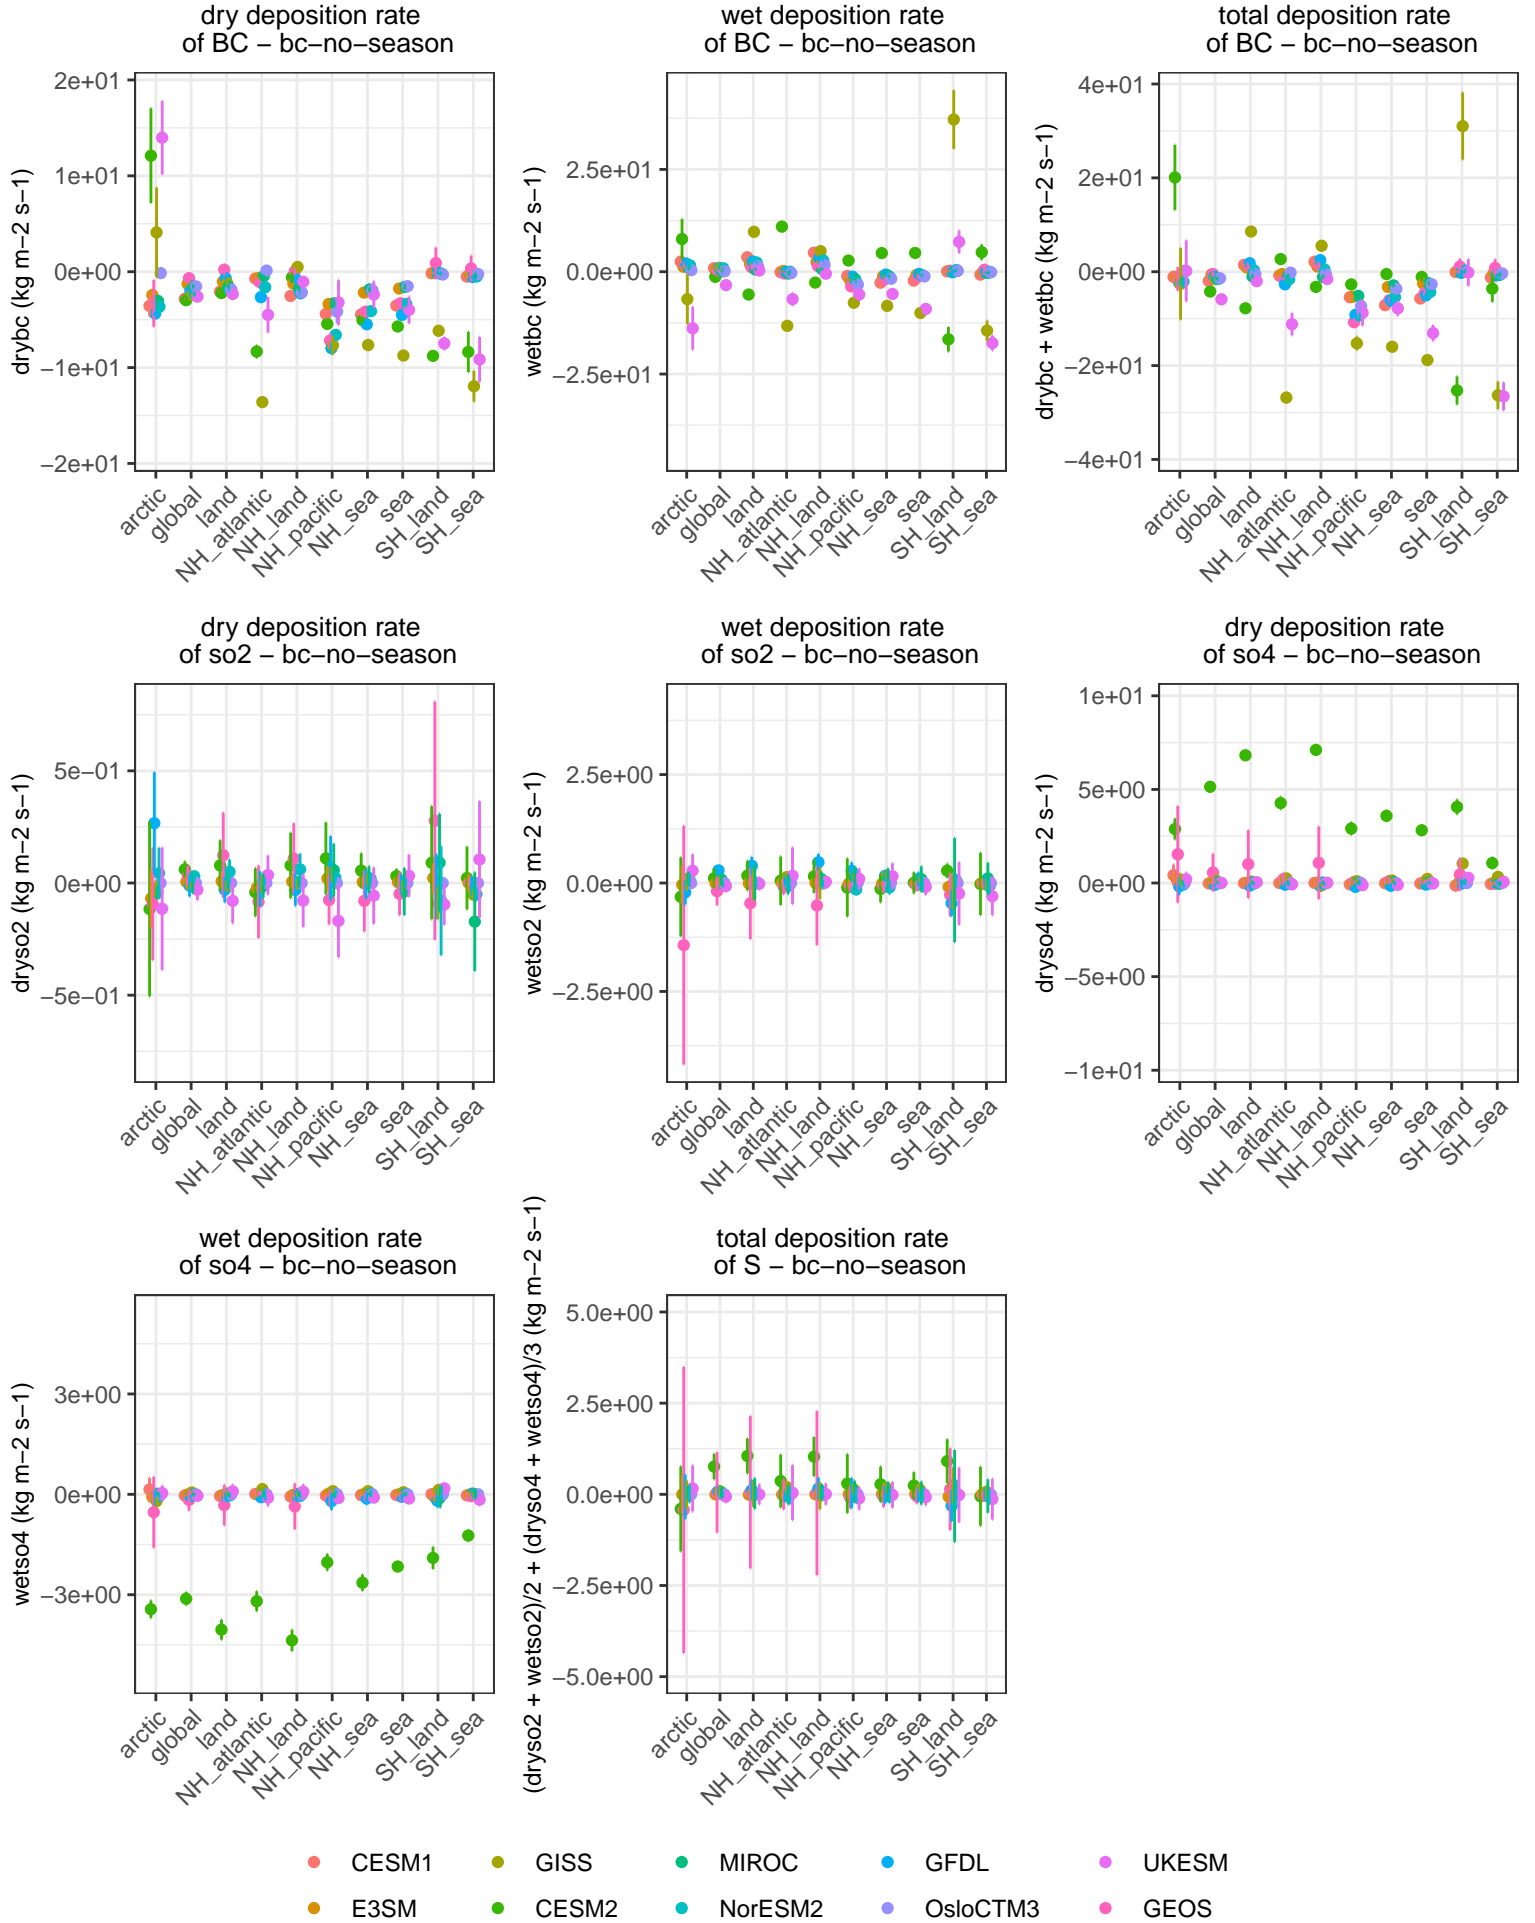 dry deposition rate
of BC − bc−no−season
drybc (kg m−2 s−1)
2e+01
1e+01
0e+00
−1e+01
−2e+01
arctic
global
land
NH_atlantic
NH_land
NH_pacific
NH_sea
sea
SH_land
SH_sea
wet deposition rate
of BC − bc−no−season
wetbc (kg m−2 s−1)
2.5e+01
0.0e+00
−2.5e+01
arctic
global
land
NH_atlantic
NH_land
NH_pacific
NH_sea
sea
SH_land
SH_sea
total deposition rate
of BC − bc−no−season
drybc + wetbc (kg m−2 s−1)
4e+01
2e+01
0e+00
−2e+01
−4e+01
arctic
global
land
NH_atlantic
NH_land
NH_pacific
NH_sea
sea
SH_land
SH_sea
dry deposition rate
of so2 − bc−no−season
dryso2 (kg m−2 s−1)
5e−01
0e+00
−5e−01
arctic
global
land
NH_atlantic
NH_land
NH_pacific
NH_sea
sea
SH_land
SH_sea
wet deposition rate
of so2 − bc−no−season
wetso2 (kg m−2 s−1)
2.5e+00
0.0e+00
−2.5e+00
arctic
global
land
NH_atlantic
NH_land
NH_pacific
NH_sea
sea
SH_land
SH_sea
dry deposition rate
of so4 − bc−no−season
dryso4 (kg m−2 s−1)
1e+01
5e+00
0e+00
−5e+00
−1e+01
arctic
global
land
NH_atlantic
NH_land
NH_pacific
NH_sea
sea
SH_land
SH_sea
wet deposition rate
of so4 − bc−no−season
wetso4 (kg m−2 s−1)
3e+00
0e+00
−3e+00
arctic
global
land
NH_atlantic
NH_land
NH_pacific
NH_sea
sea
SH_land
SH_sea
total deposition rate
of S − bc−no−season
(dryso2 + wetso2)/2 + (dryso4 + wetso4)/3 (kg m−2 s−1)
5.0e+00
2.5e+00
0.0e+00
−2.5e+00
−5.0e+00
arctic
global
land
NH_atlantic
NH_land
NH_pacific
NH_sea
sea
SH_land
SH_sea
CESM1 GISS MIROC GFDL UKESM
E3SM CESM2 NorESM2 OsloCTM3 GEOS